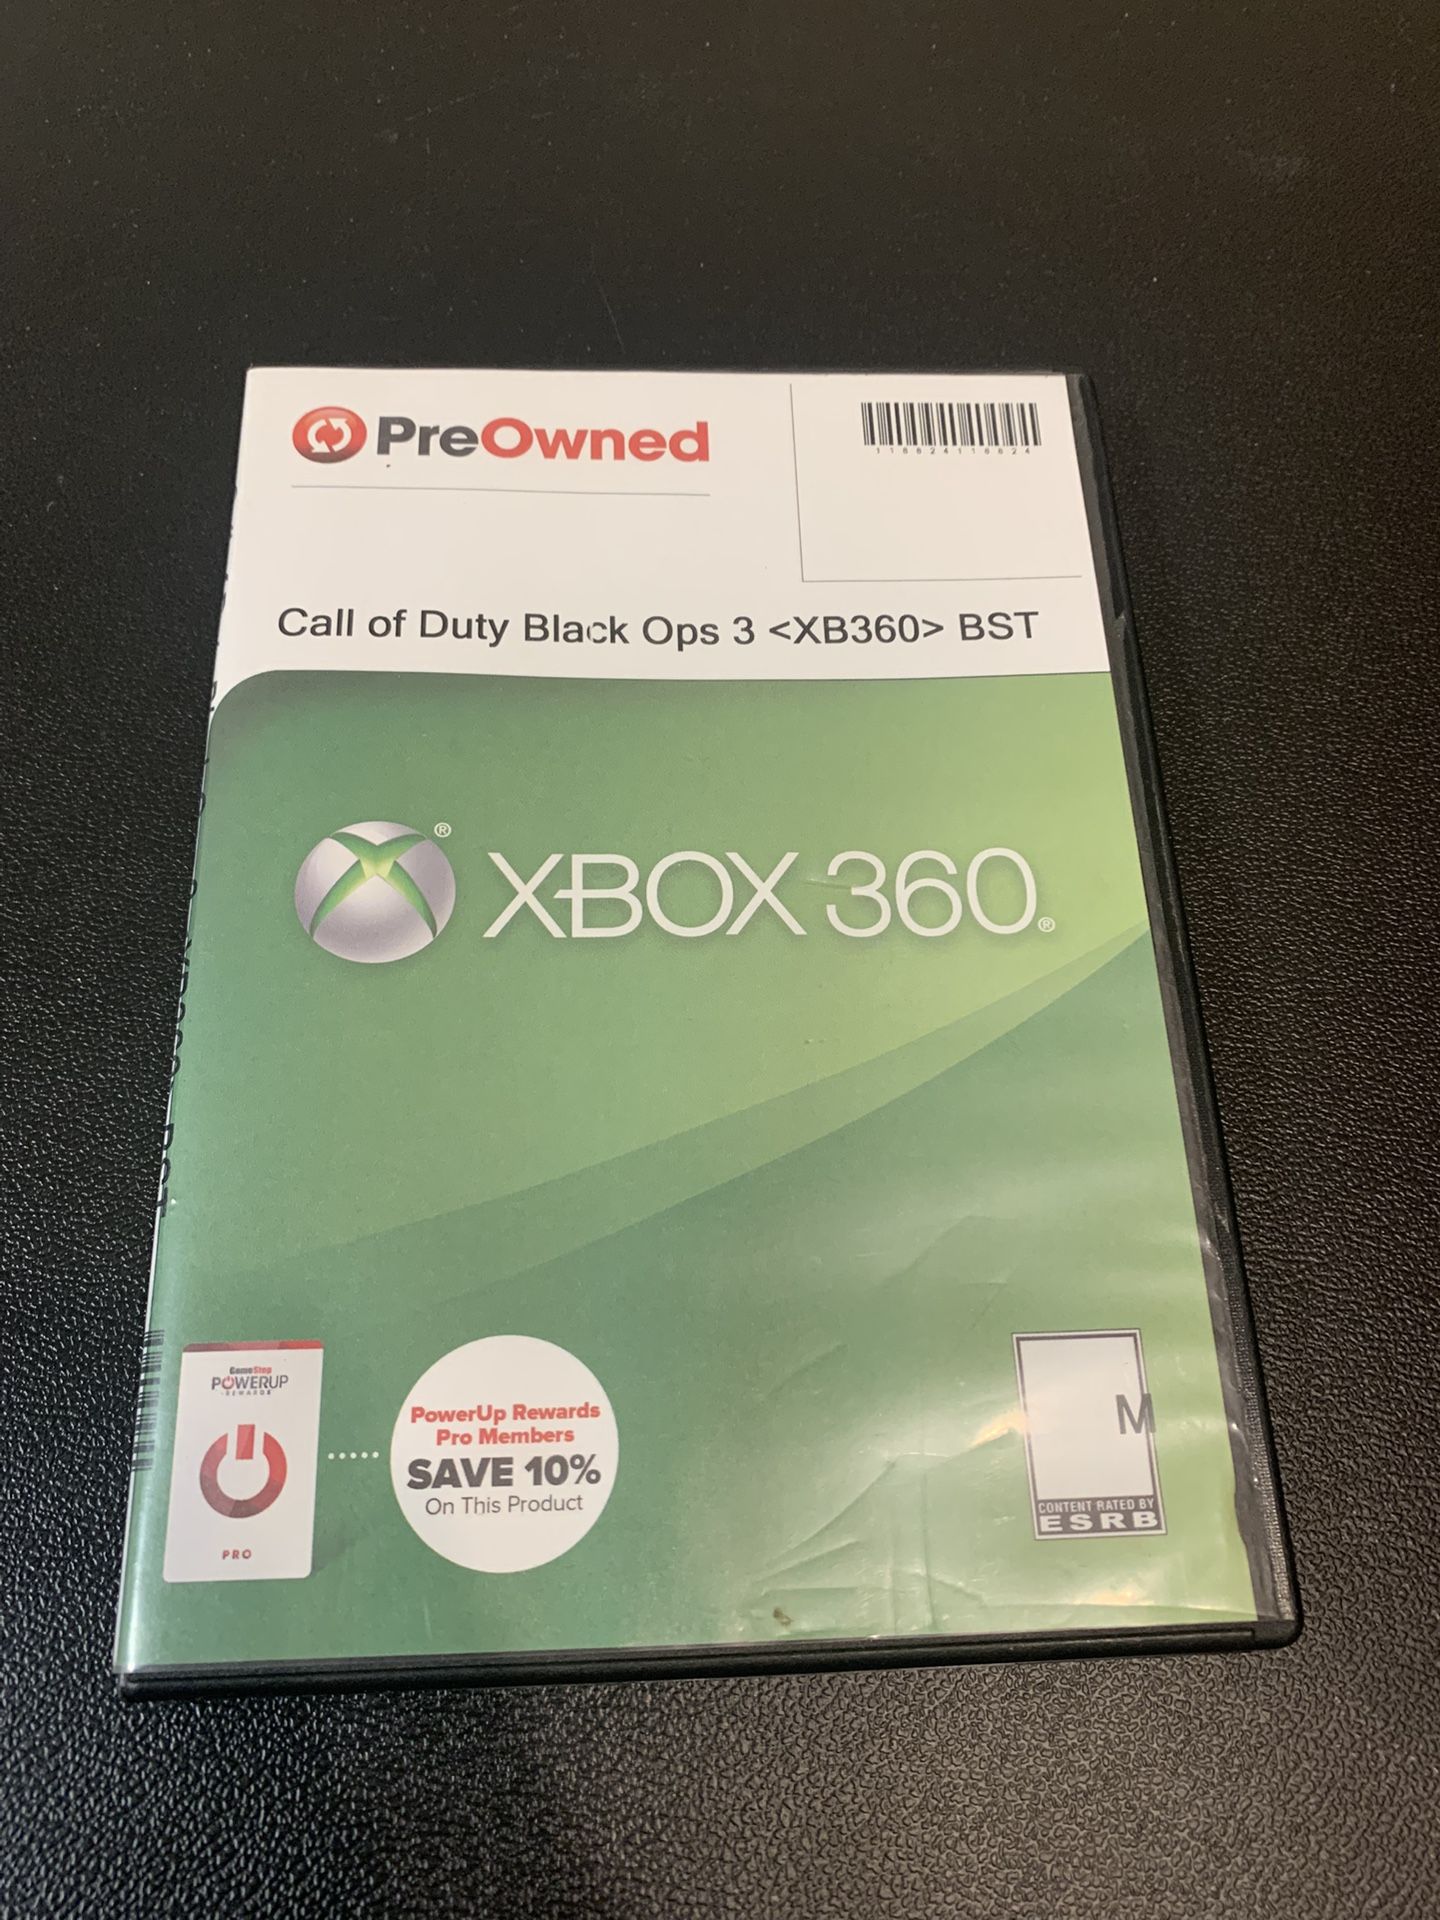 PreOwned
118824118824
Call of Duty Black Ops 3 <XB360> BST
® XBOX 360®
GameStop
POWERUP
REWARDS
PRO
PowerUp Rewards
Pro Members
SAVE 10%
On This Product
M
CONTENT RATED BY
ESRB